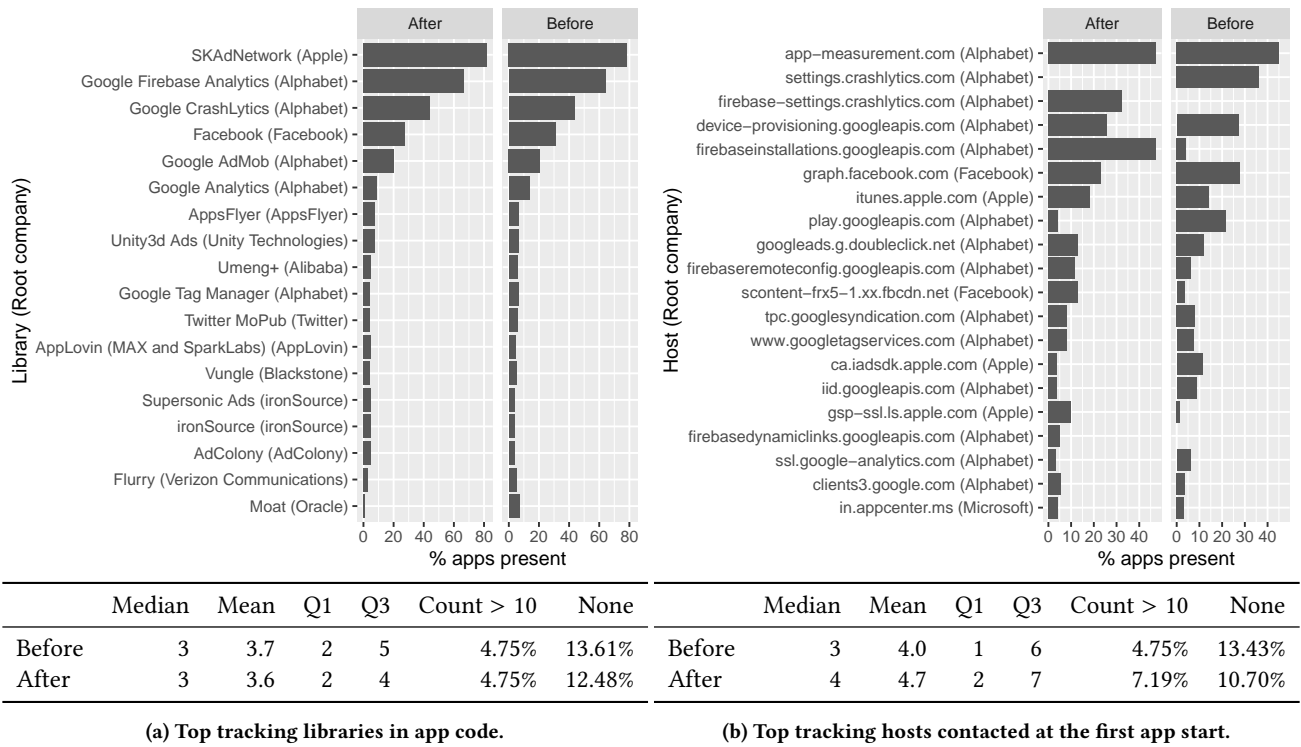 After Before
SKAdNetwork (Apple)
Google Firebase Analytics (Alphabet)
Google CrashLytics (Alphabet)
Facebook (Facebook)
Google AdMob (Alphabet)
Google Analytics (Alphabet)
AppsFlyer (AppsFlyer)
Unity3d Ads (Unity Technologies)
Umeng+ (Alibaba)
Google Tag Manager (Alphabet)
Twitter MoPub (Twitter)
AppLovin (MAX and SparkLabs) (AppLovin)
Vungle (Blackstone)
Supersonic Ads (ironSource)
ironSource (ironSource)
AdColony (AdColony)
Flurry (Verizon Communications)
Moat (Oracle)
Library (Root company)
0 20 40 60 80 0 20 40 60 80
% apps present
Median Mean Q1 Q3 Count > 10 None
Before 3 3.7 2 5 4.75% 13.61%
After 3 3.6 2 4 4.75% 12.48%
(a) Top tracking libraries in app code.
After Before
app−measurement.com (Alphabet)
settings.crashlytics.com (Alphabet)
firebase−settings.crashlytics.com (Alphabet)
device−provisioning.googleapis.com (Alphabet)
firebaseinstallations.googleapis.com (Alphabet)
graph.facebook.com (Facebook)
itunes.apple.com (Apple)
play.googleapis.com (Alphabet)
googleads.g.doubleclick.net (Alphabet)
firebaseremoteconfig.googleapis.com (Alphabet)
scontent−frx5−1.xx.fbcdn.net (Facebook)
tpc.googlesyndication.com (Alphabet)
www.googletagservices.com (Alphabet)
ca.iadsdk.apple.com (Apple)
iid.googleapis.com (Alphabet)
gsp−ssl.ls.apple.com (Apple)
firebasedynamiclinks.googleapis.com (Alphabet)
ssl.google−analytics.com (Alphabet)
clients3.google.com (Alphabet)
in.appcenter.ms (Microsoft)
Host (Root company)
0 10 20 30 40 0 10 20 30 40
% apps present
Median Mean Q1 Q3 Count > 10 None
Before 3 4.0 1 6 4.75% 13.43%
After 4 4.7 2 7 7.19% 10.70%
(b) Top tracking hosts contacted at the first app start.